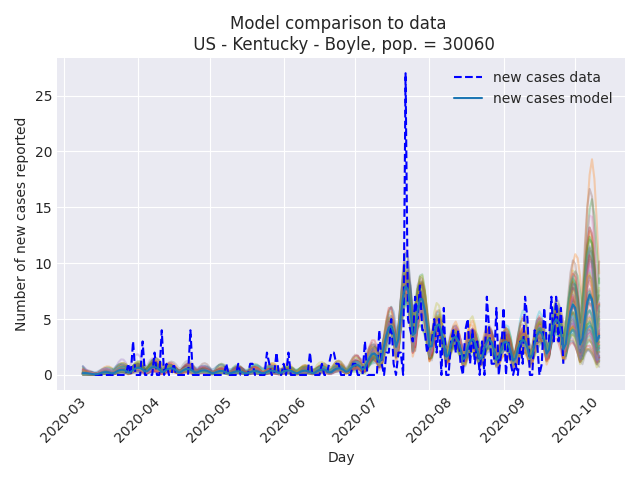 Model comparison to data
US - Kentucky - Boyle, pop. = 30060
new cases data
new cases model
Number of new cases reported
25
20
15
10
5
0
2020-03
2020-04
2020-05
2020-06
2020-07
2020-08
2020-09
2020-10
Day